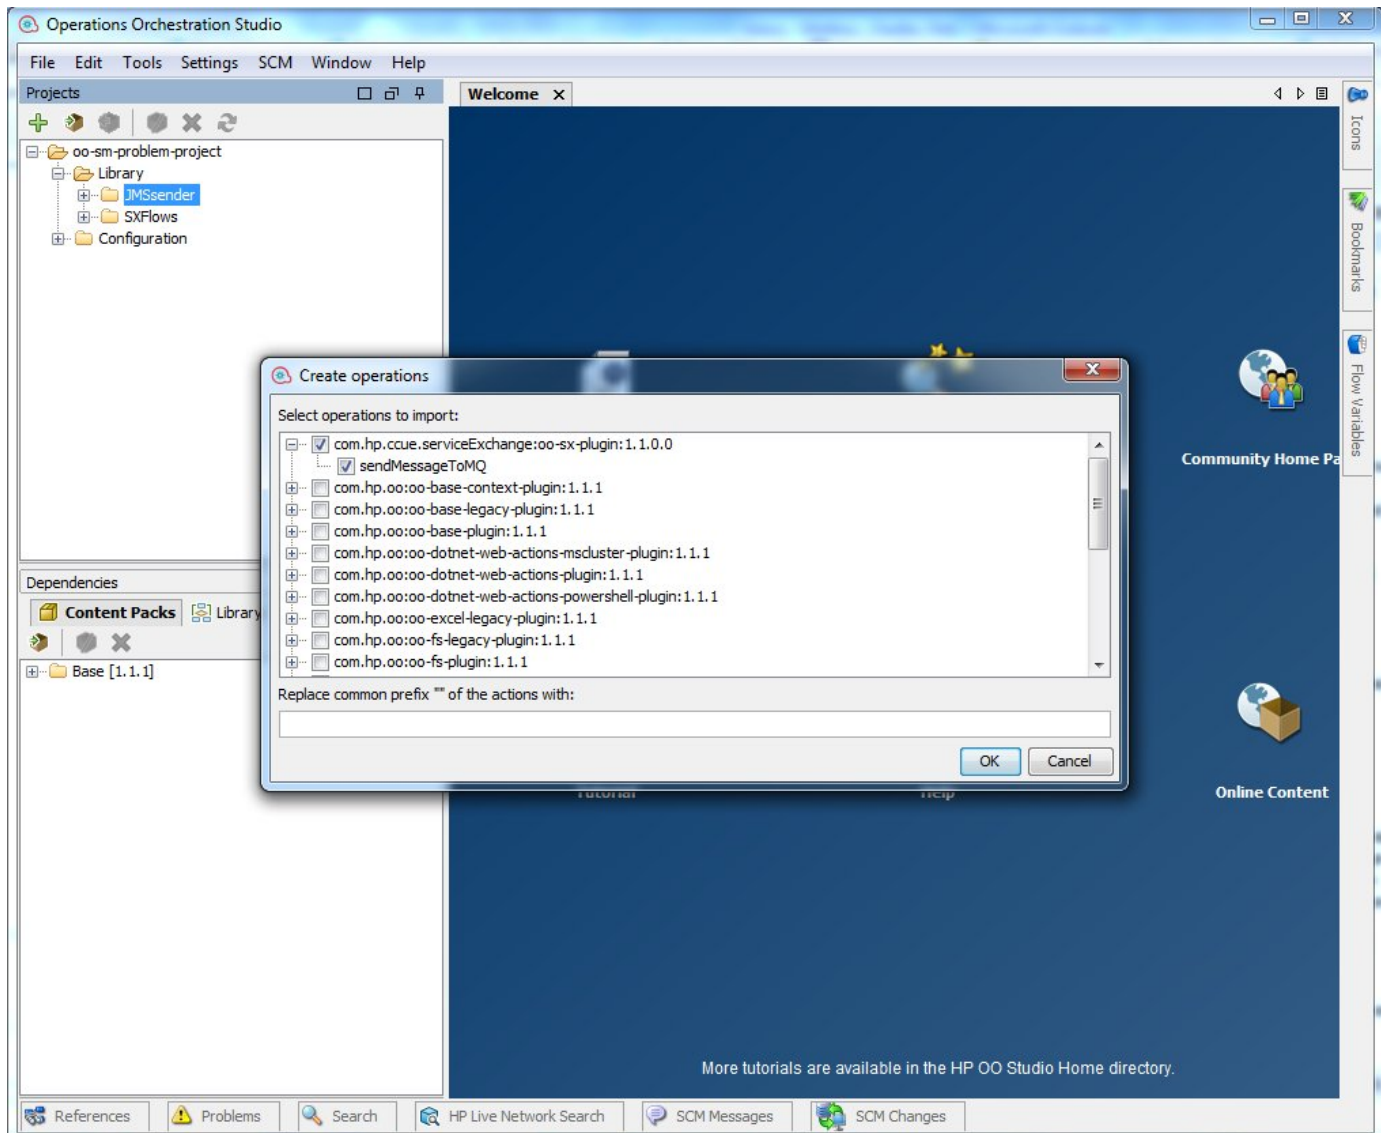 Operations Orchestration Studio
File Edit Tools Settings SCM Window Help
Projects
Welcome X
oo-sm-problem-project
Library
JMSsender
SXFlows
Configuration
Icons
Bookmarks
Flow Variables
Create operations
Select operations to import:
com.hp.ccue.serviceExchange:oo-sx-plugin:1.1.0.0
sendMessageToMQ
com.hp.oo:oo-base-context-plugin:1.1.1
com.hp.oo:oo-base-legacy-plugin:1.1.1
com.hp.oo:oo-base-plugin:1.1.1
com.hp.oo:oo-dotnet-web-actions-mscluster-plugin:1.1.1
com.hp.oo:oo-dotnet-web-actions-plugin:1.1.1
com.hp.oo:oo-dotnet-web-actions-powershell-plugin:1.1.1
com.hp.oo:oo-excel-legacy-plugin:1.1.1
com.hp.oo:oo-fs-legacy-plugin:1.1.1
com.hp.oo:oo-fs-plugin:1.1.1
Replace common prefix "" of the actions with:
OK Cancel
Community Home Pa
Dependencies
Content Packs Library
Base [1.1.1]
Tutorial
Help
Online Content
More tutorials are available in the HP OO Studio Home directory.
References Problems Search HP Live Network Search SCM Messages SCM Changes